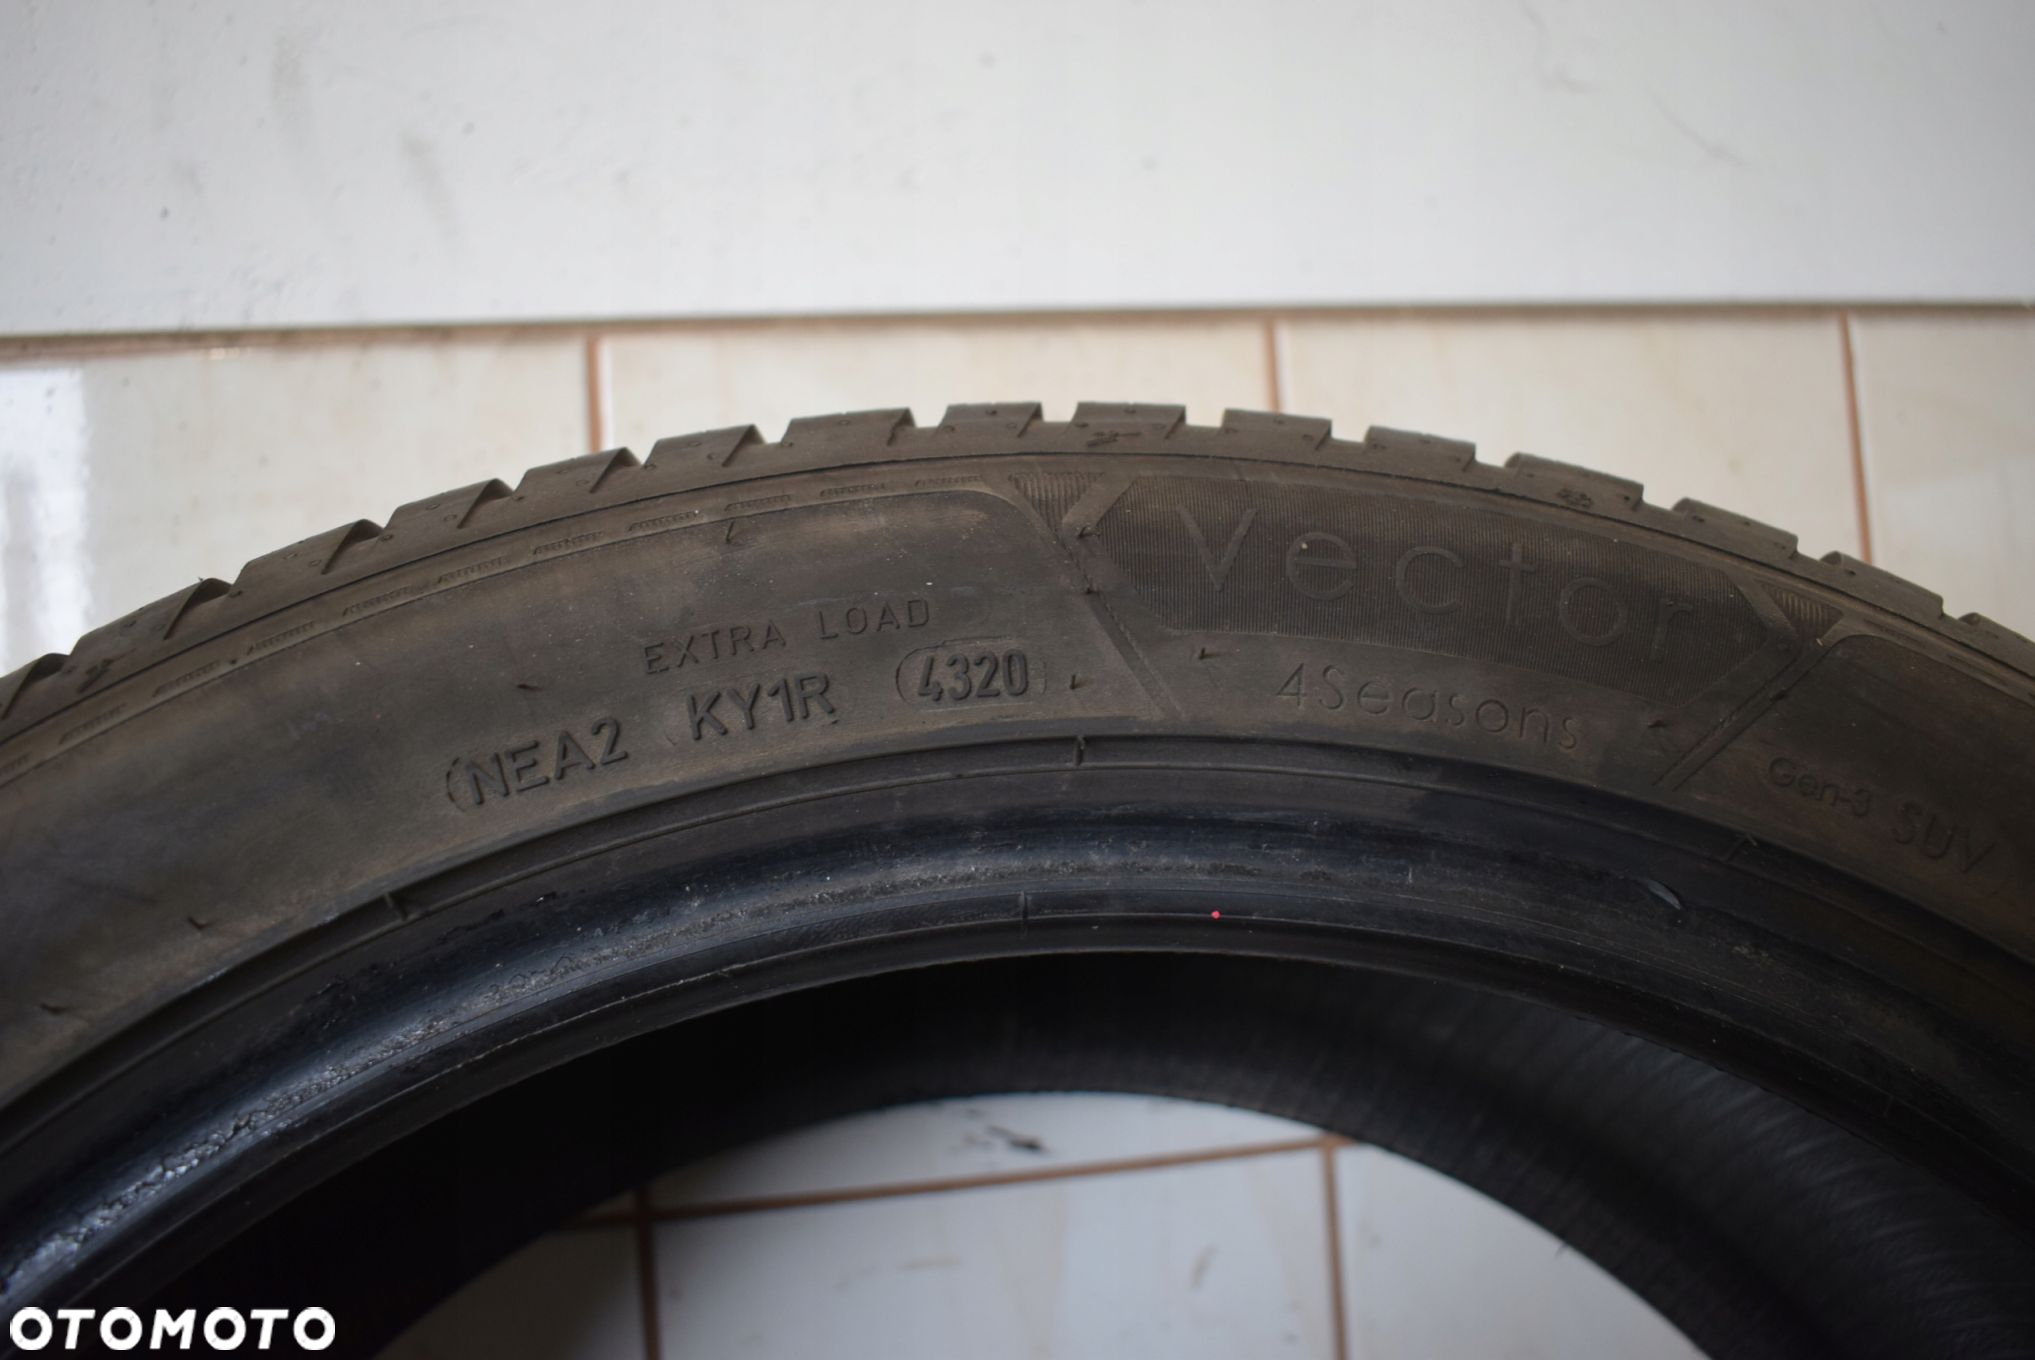 Vector
4Seasons
Gen-3 SUV
EXTRA LOAD
NEA2 KY1R 4320
OTOMOTO